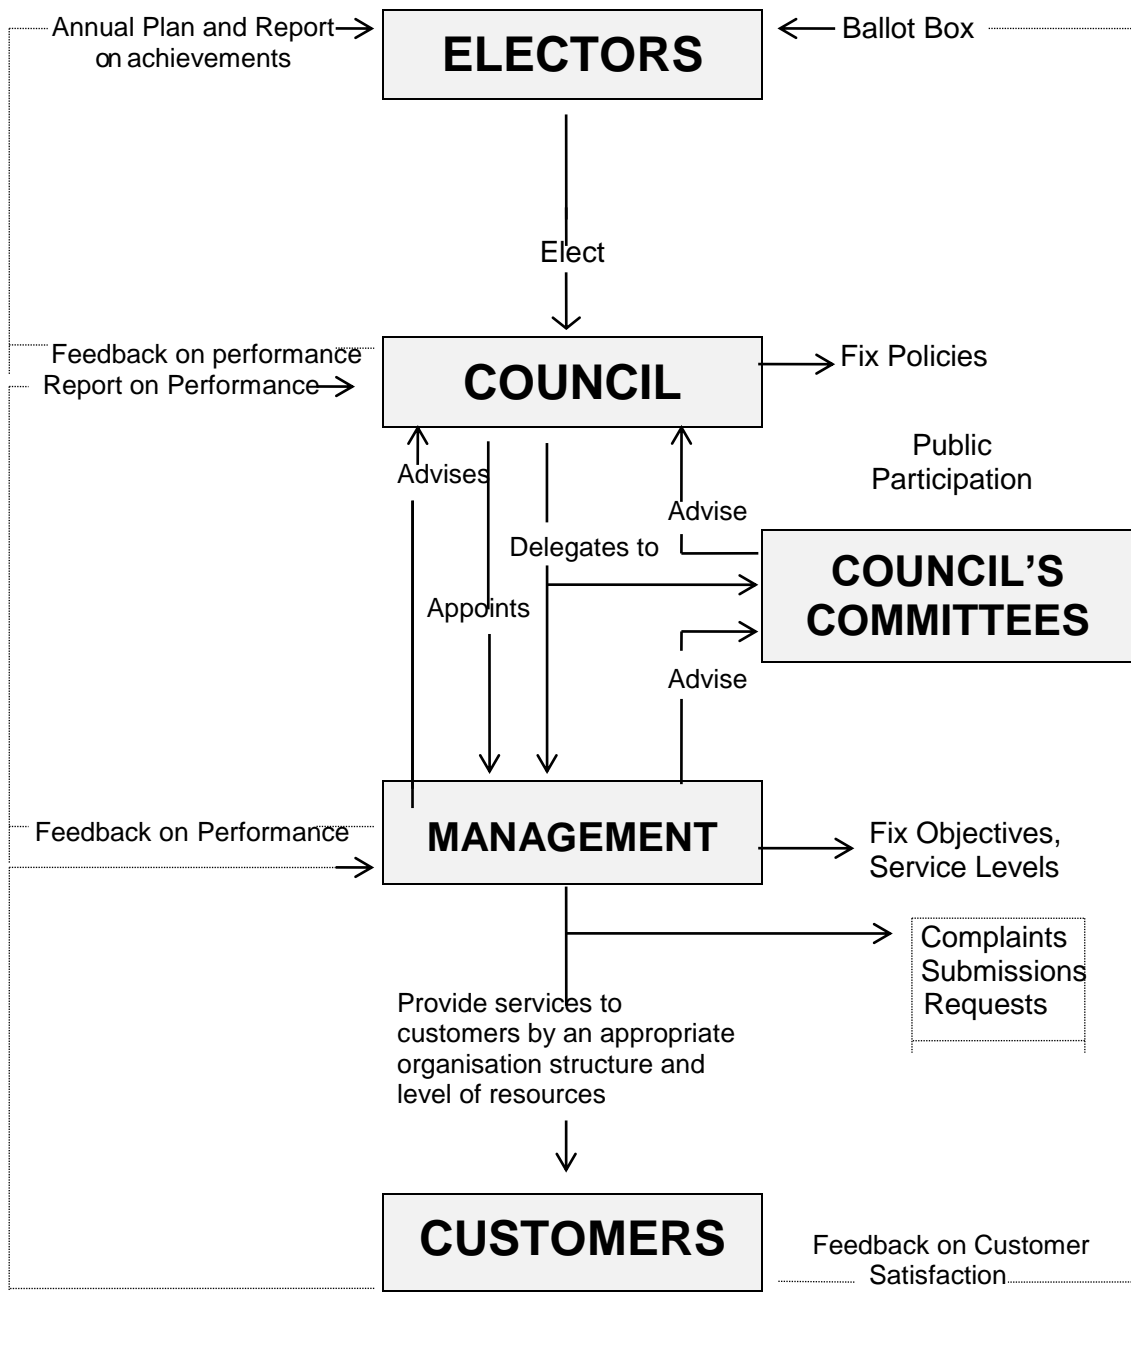 Annual Plan and Report
on achievements
ELECTORS
Ballot Box
Elect
Feedback on performance
Report on Performance
COUNCIL
Fix Policies
Public
Participation
Advises
Advise
Delegates to
COUNCIL’S
COMMITTEES
Appoints
Advise
Feedback on Performance
MANAGEMENT
Fix Objectives,
Service Levels
Complaints
Submissions
Requests
Provide services to
customers by an appropriate
organisation structure and
level of resources
CUSTOMERS
Feedback on Customer
Satisfaction